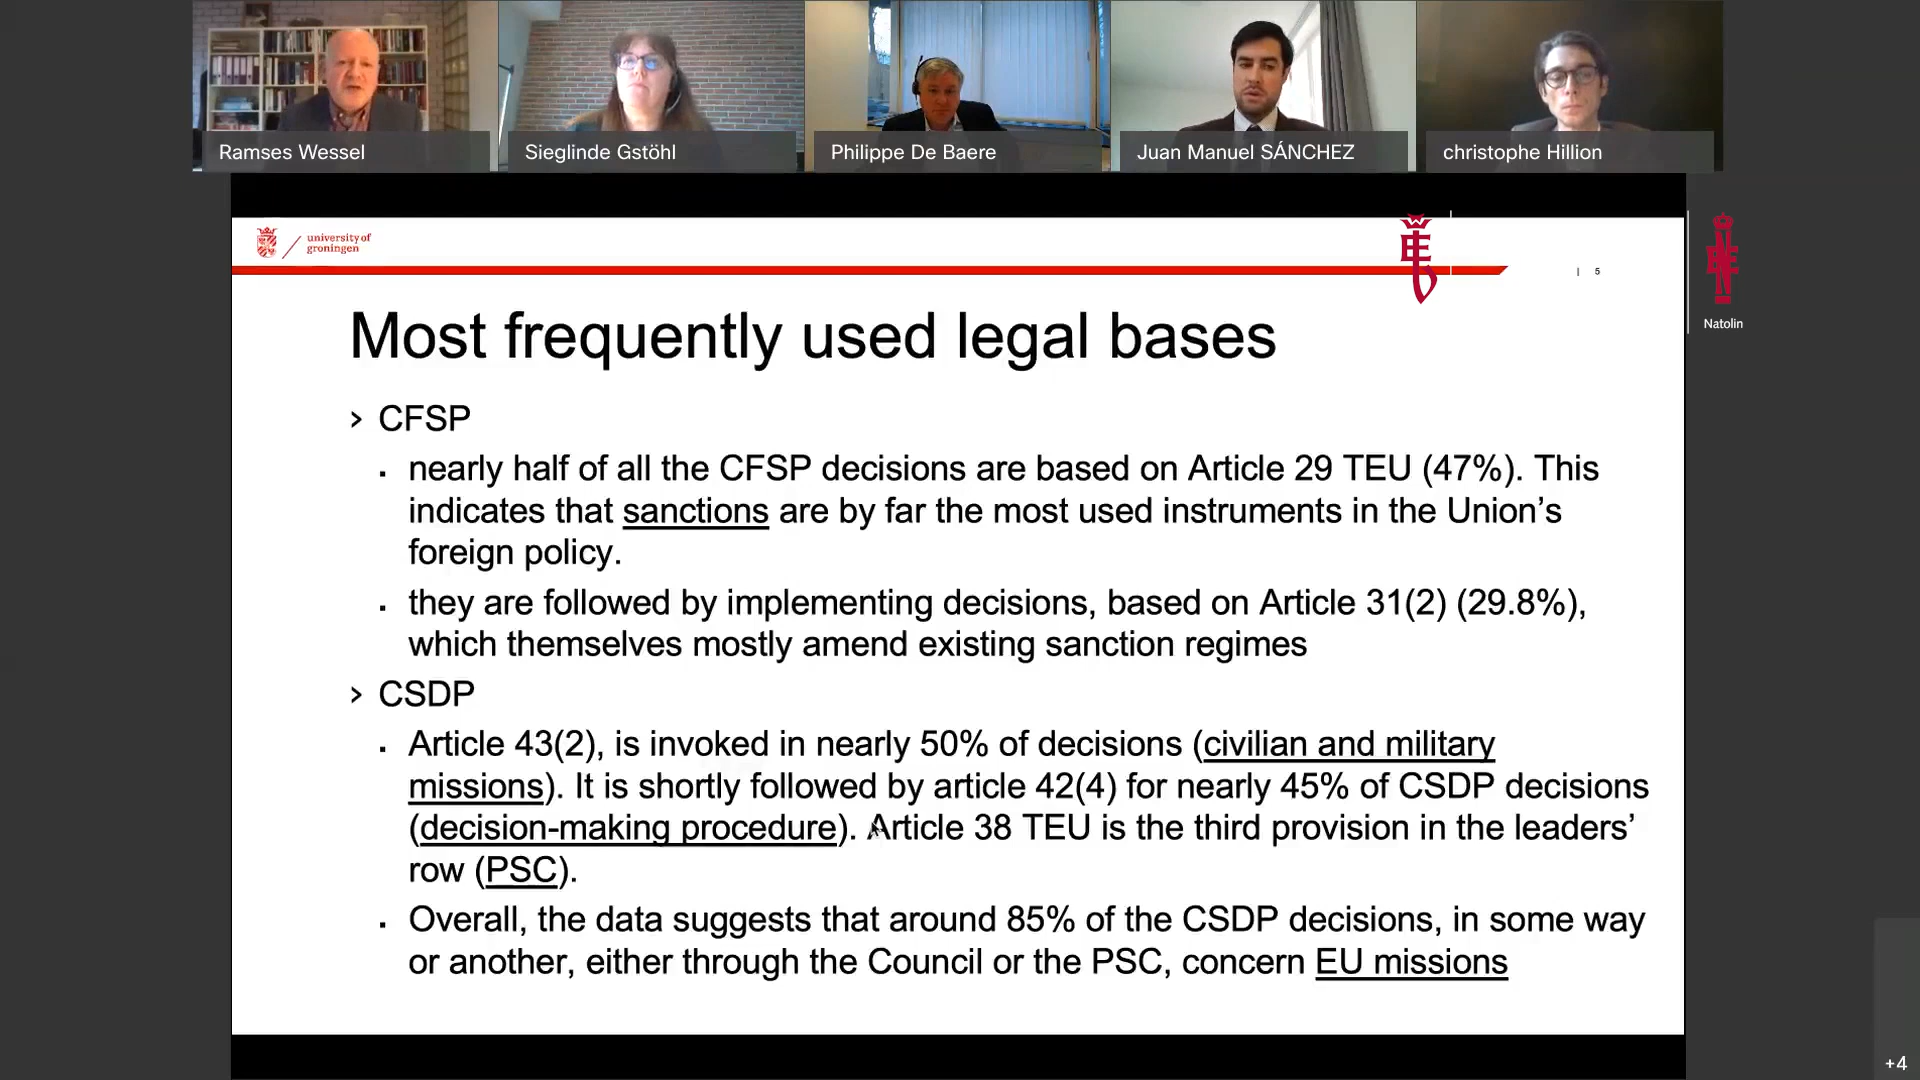 Ramses Wessel
Sieglinde Gstöhl
Philippe De Baere
Juan Manuel SÁNCHEZ
christophe Hillion
university of
groningen
| 5
Natolin
Most frequently used legal bases
› CFSP
▪ nearly half of all the CFSP decisions are based on Article 29 TEU (47%). This
indicates that sanctions are by far the most used instruments in the Union’s
foreign policy.
▪ they are followed by implementing decisions, based on Article 31(2) (29.8%),
which themselves mostly amend existing sanction regimes
› CSDP
▪ Article 43(2), is invoked in nearly 50% of decisions (civilian and military
missions). It is shortly followed by article 42(4) for nearly 45% of CSDP decisions
(decision-making procedure). Article 38 TEU is the third provision in the leaders’
row (PSC).
▪ Overall, the data suggests that around 85% of the CSDP decisions, in some way
or another, either through the Council or the PSC, concern EU missions
+4